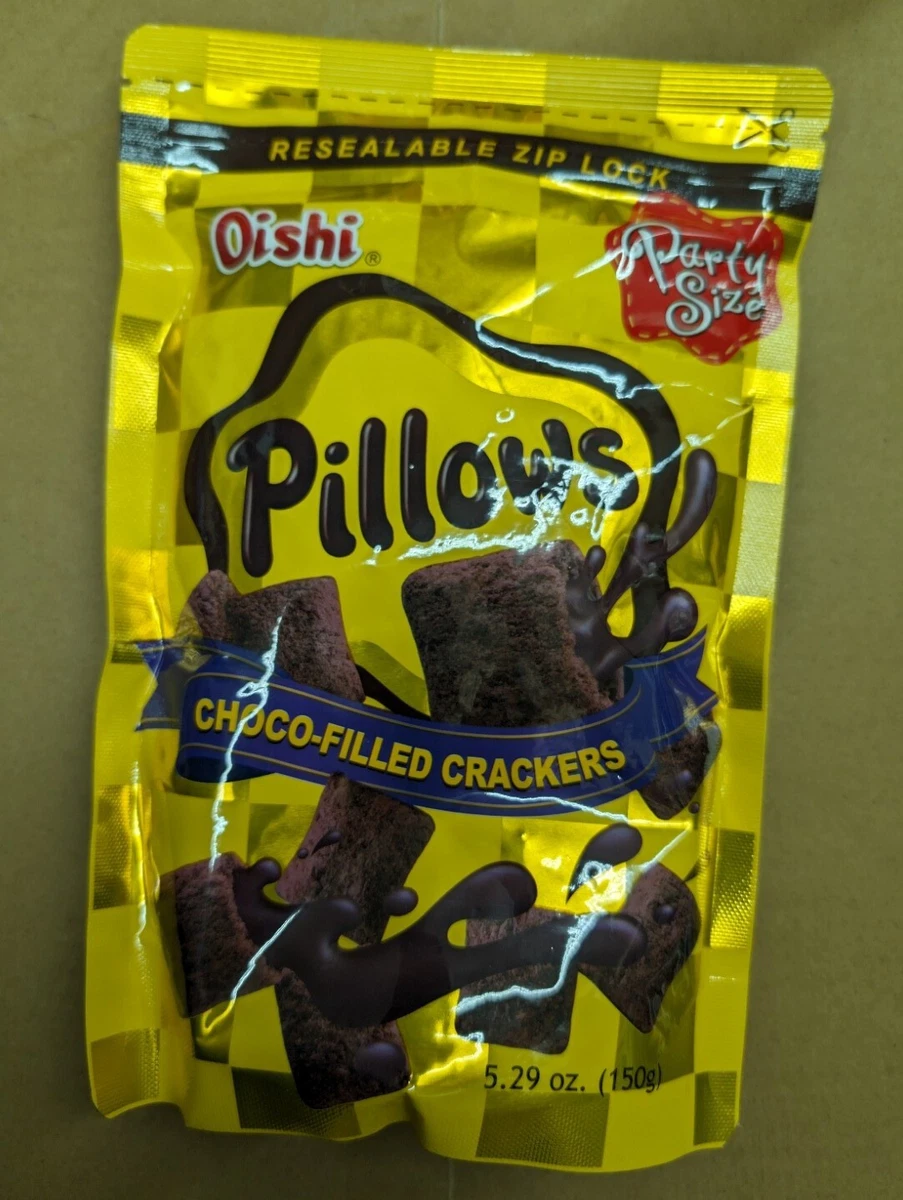 RESEALABLE ZIP LOCK
Oishi®
Party
Size
Pillows
CHOCO-FILLED CRACKERS
5.29 oz. (150g)